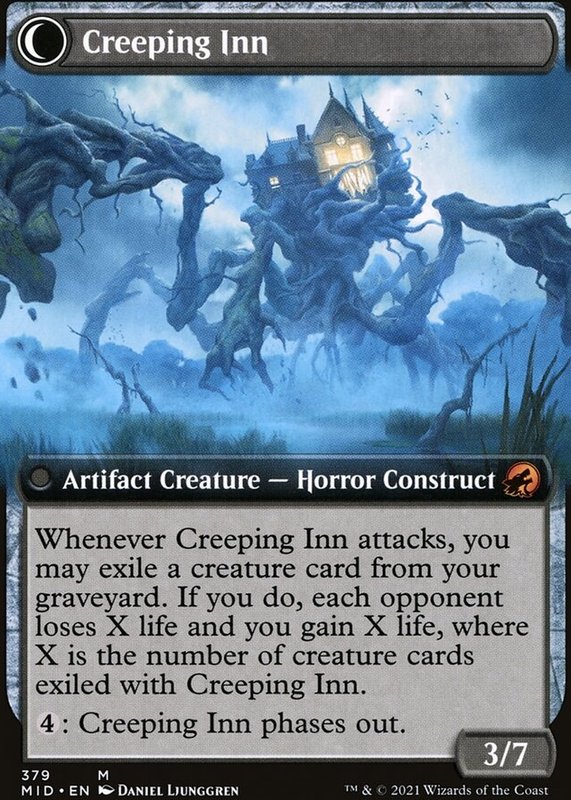 Creeping Inn
Artifact Creature — Horror Construct
Whenever Creeping Inn attacks, you
may exile a creature card from your
graveyard. If you do, each opponent
loses X life and you gain X life, where
X is the number of creature cards
exiled with Creeping Inn.
4: Creeping Inn phases out.
3/7
379 M
MID • EN Daniel Ljunggren
™ & © 2021 Wizards of the Coast